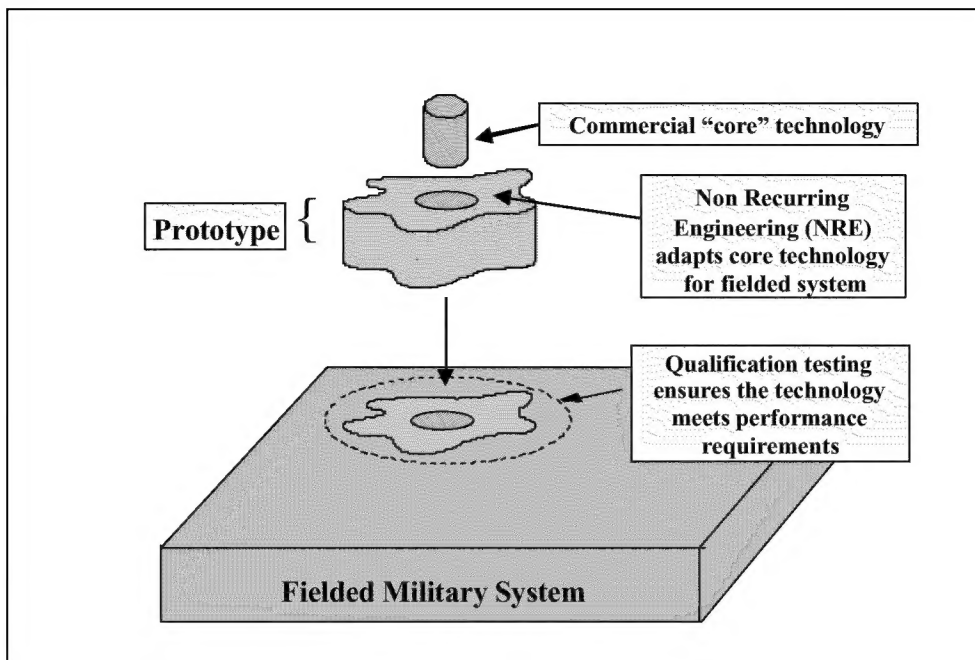 Commercial “core” technology
Non Recurring
Engineering (NRE)
adapts core technology
for fielded system
Prototype {
Qualification testing
ensures the technology
meets performance
requirements
Fielded Military System